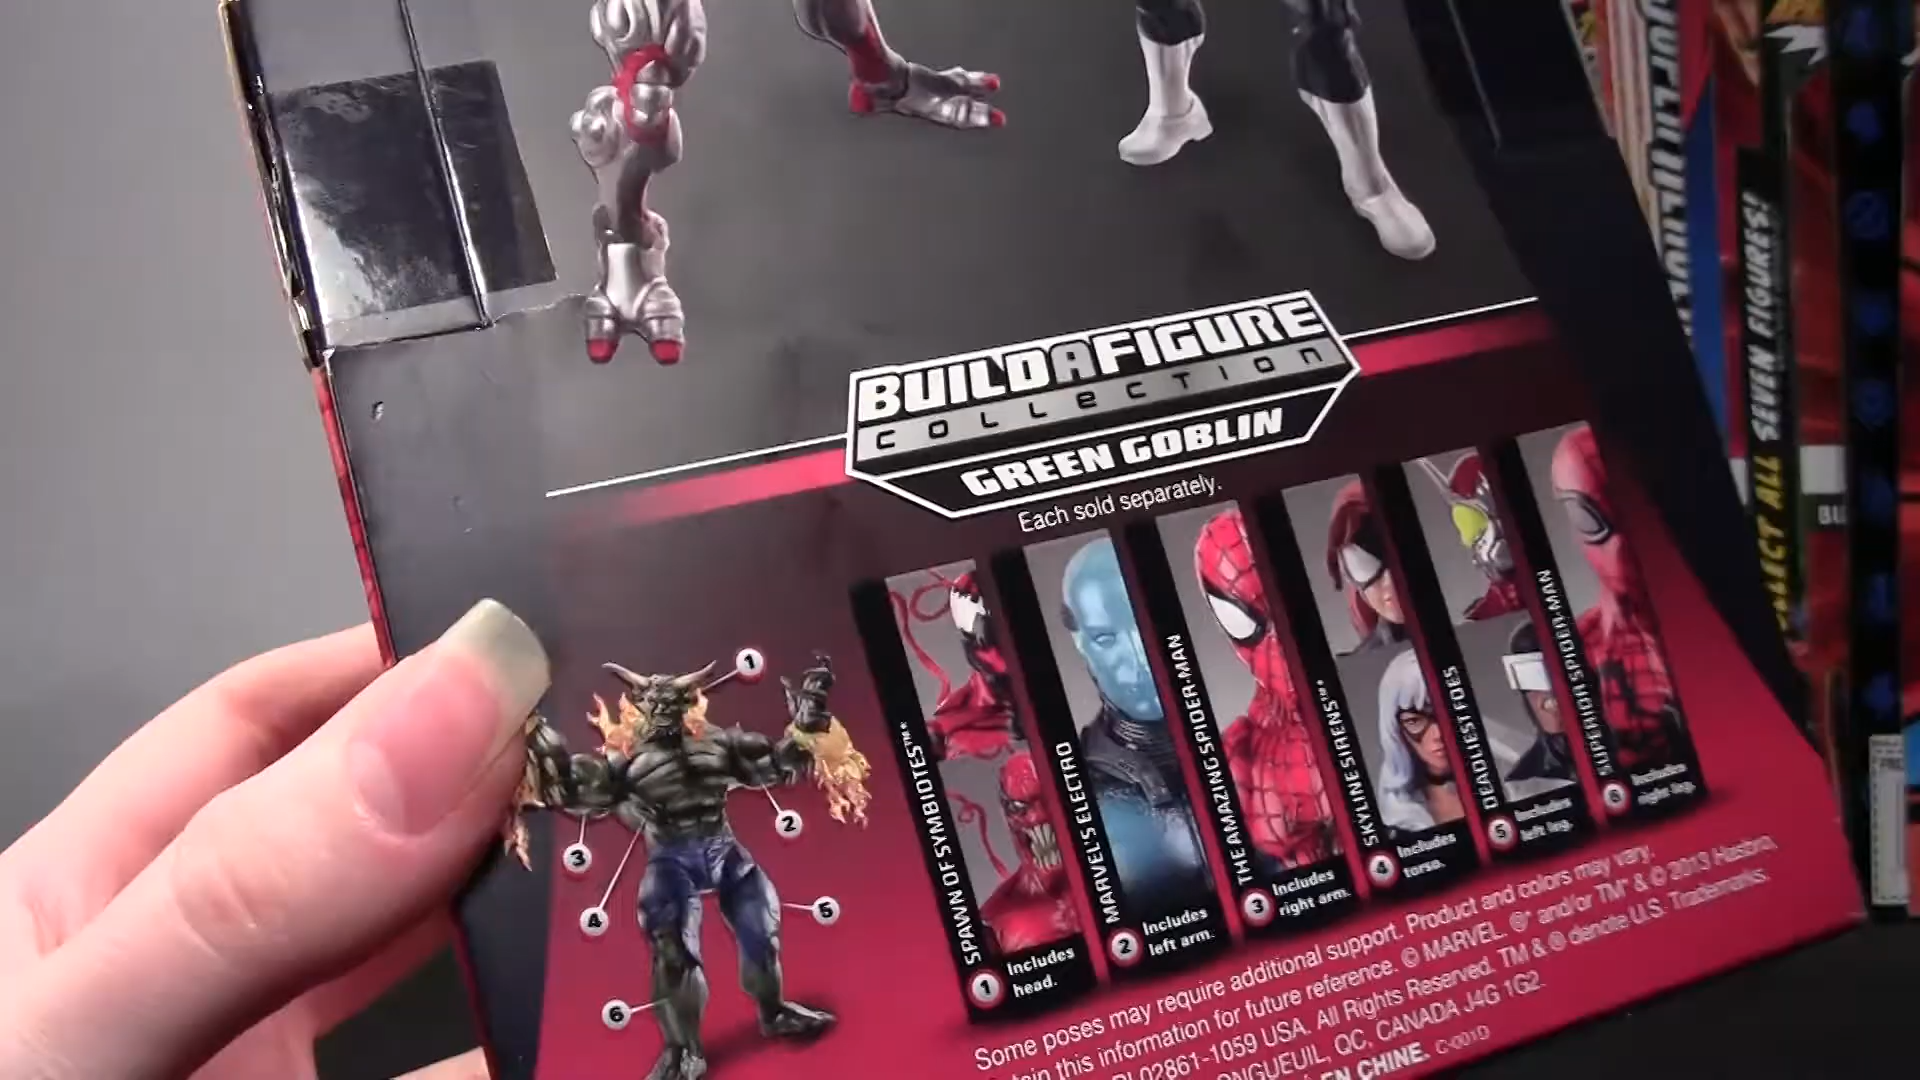 BUILDAFIGURE
COLLECTION
GREEN GOBLIN
Each sold separately.
1
2
3
4
5
6
SPAWN OF SYMBIOTES™*
1 Includes
head.
MARVEL'S ELECTRO
2 Includes
left arm.
THE AMAZING SPIDER-MAN
3 Includes
right arm.
SKYLINE SIRENS™*
4 Includes
torso.
DEADLIEST FOES
5 Includes
left leg.
SUPERIOR SPIDER-MAN
6 Includes
right leg.
Some poses may require additional support. Product and colors may vary.
this information for future reference. © MARVEL. ®* and/or TM* & © 2013 Hasbro,
02861-1059 USA. All Rights Reserved. TM & ® denote U.S. Trademarks.
QC, CANADA J4G 1G2.
EN CHINE. C-001D
ALL SEVEN FIGURES!